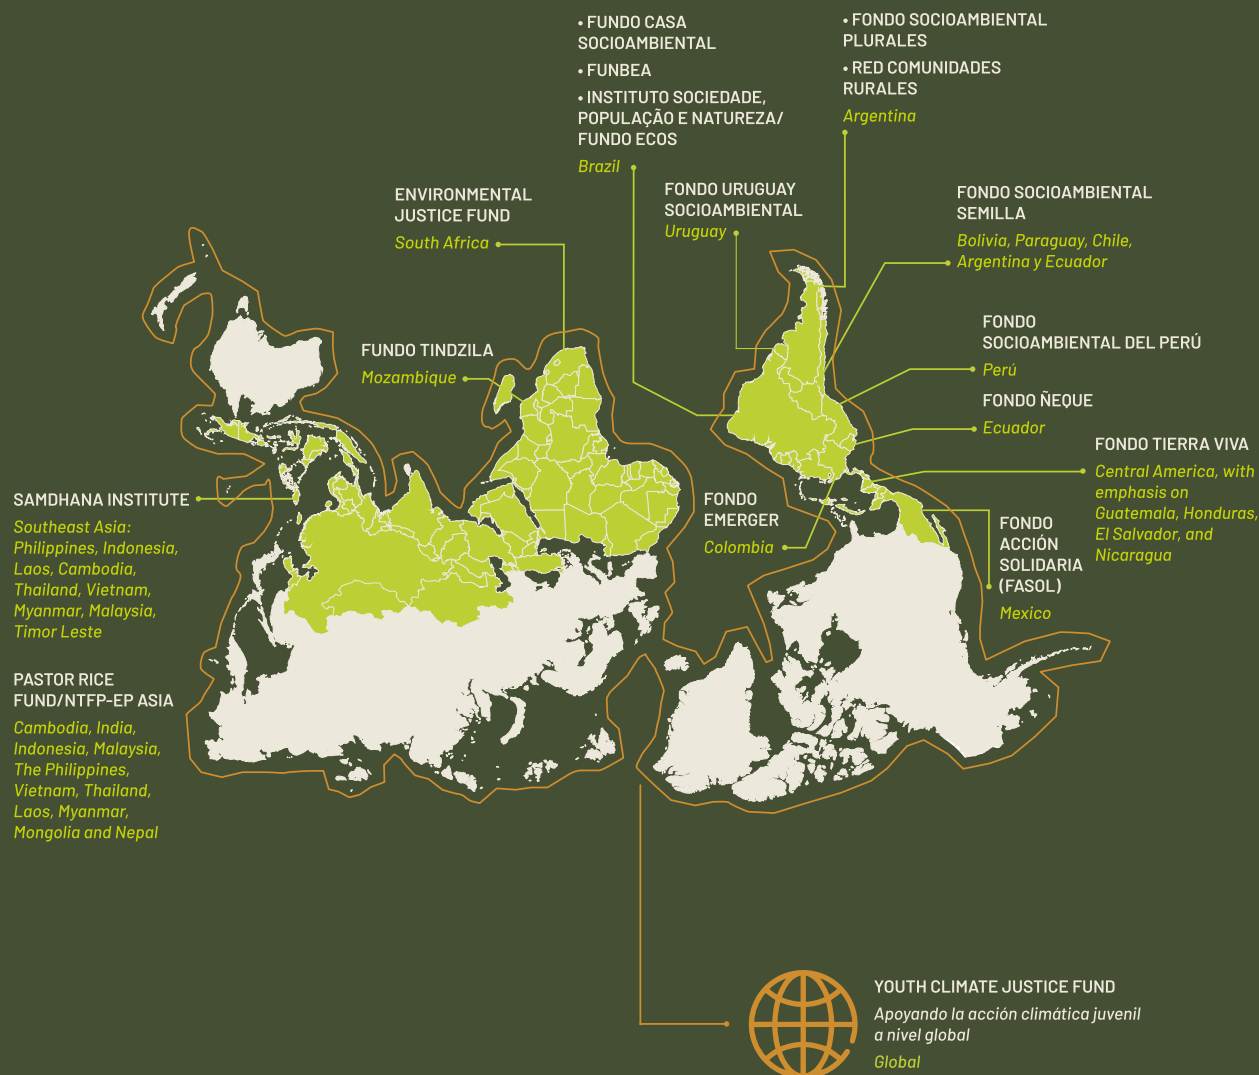 • FUNDO CASA
SOCIOAMBIENTAL
• FUNBEA
• INSTITUTO SOCIEDADE,
POPULAÇÃO E NATUREZA/
FUNDO ECOS
Brazil
• FONDO SOCIOAMBIENTAL
PLURALES
• RED COMUNIDADES
RURALES
Argentina
ENVIRONMENTAL
JUSTICE FUND
South Africa
FONDO URUGUAY
SOCIOAMBIENTAL
Uruguay
FONDO SOCIOAMBIENTAL
SEMILLA
Bolivia, Paraguay, Chile,
Argentina y Ecuador
FUNDO TINDZILA
Mozambique
FONDO
SOCIOAMBIENTAL DEL PERÚ
Perú
FONDO ÑEQUE
Ecuador
FONDO TIERRA VIVA
Central America, with
emphasis on
Guatemala, Honduras,
El Salvador, and
Nicaragua
FONDO
EMERGER
Colombia
FONDO
ACCIÓN
SOLIDARIA
(FASOL)
Mexico
SAMDHANA INSTITUTE
Southeast Asia:
Philippines, Indonesia,
Laos, Cambodia,
Thailand, Vietnam,
Myanmar, Malaysia,
Timor Leste
PASTOR RICE
FUND/NTFP-EP ASIA
Cambodia, India,
Indonesia, Malaysia,
The Philippines,
Vietnam, Thailand,
Laos, Myanmar,
Mongolia and Nepal
YOUTH CLIMATE JUSTICE FUND
Apoyando la acción climática juvenil
a nivel global
Global